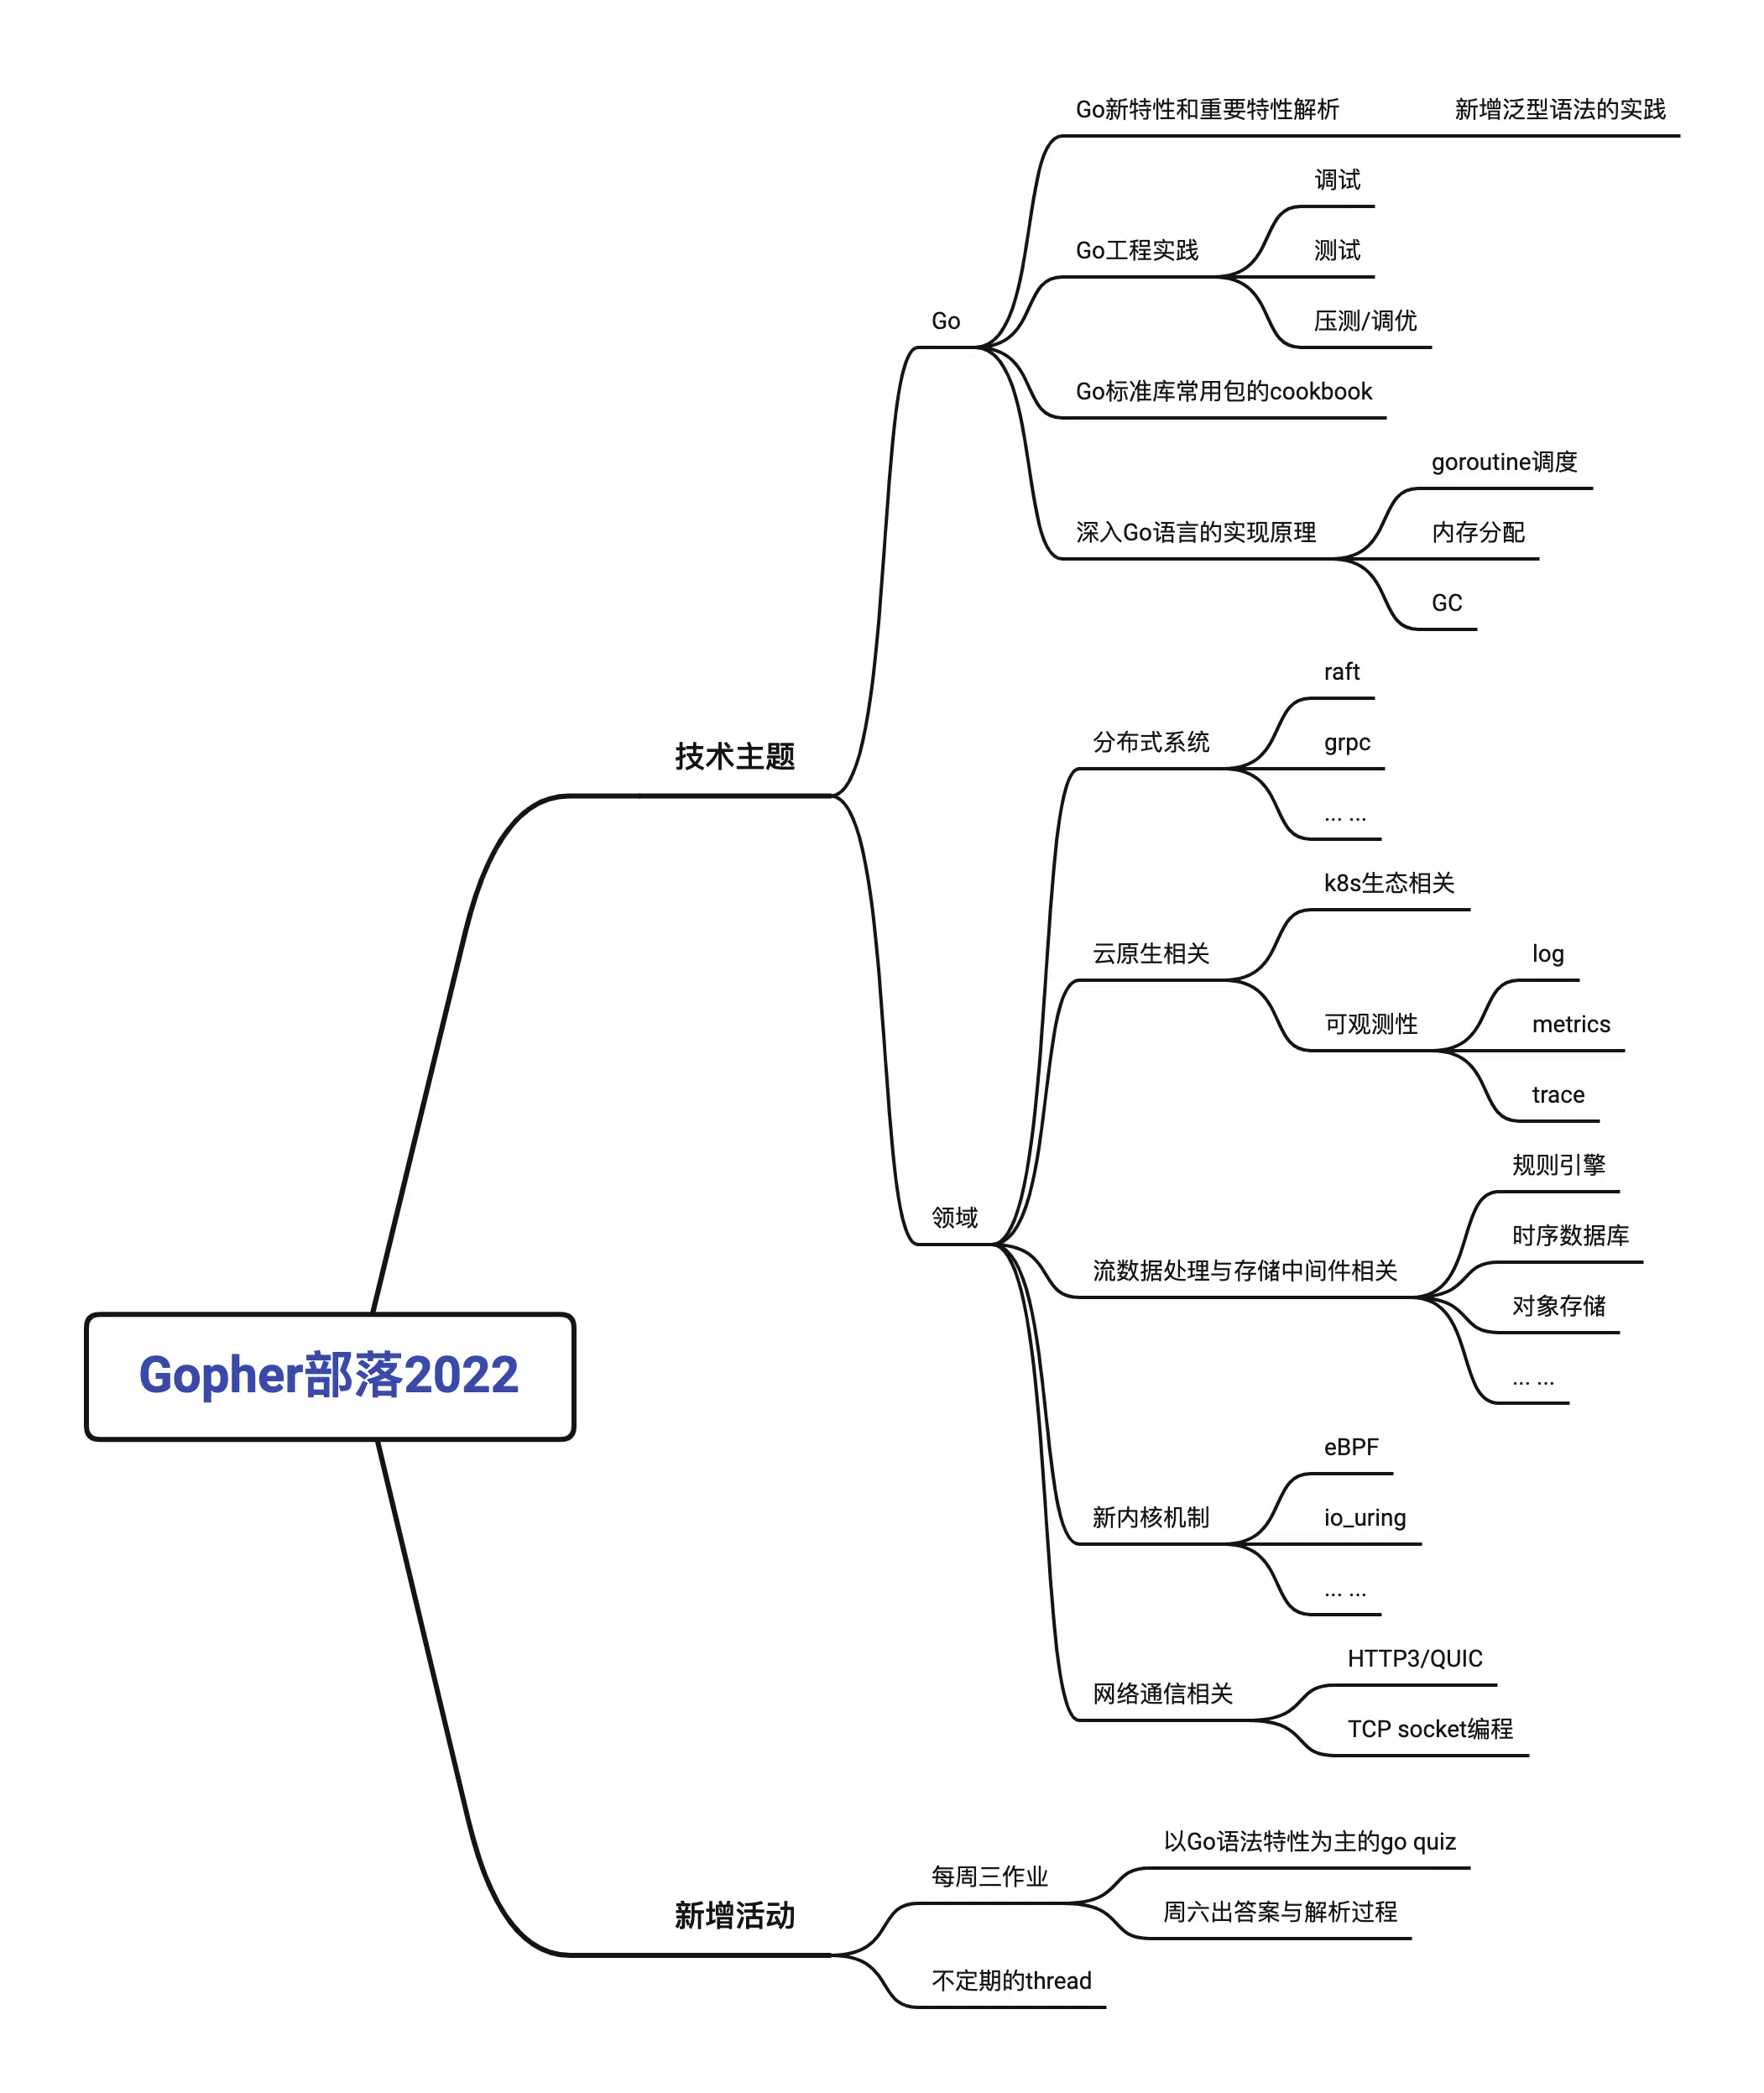 Go新特性和重要特性解析
新增泛型语法的实践
调试
Go工程实践
测试
压测/调优
Go
Go标准库常用包的cookbook
goroutine调度
深入Go语言的实现原理
内存分配
GC
raft
分布式系统
grpc
... ...
技术主题
k8s生态相关
云原生相关
log
可观测性
metrics
trace
规则引擎
领域
时序数据库
流数据处理与存储中间件相关
对象存储
... ...
Gopher部落2022
eBPF
新内核机制
io_uring
... ...
HTTP3/QUIC
网络通信相关
TCP socket编程
以Go语法特性为主的go quiz
每周三作业
周六出答案与解析过程
新增活动
不定期的thread